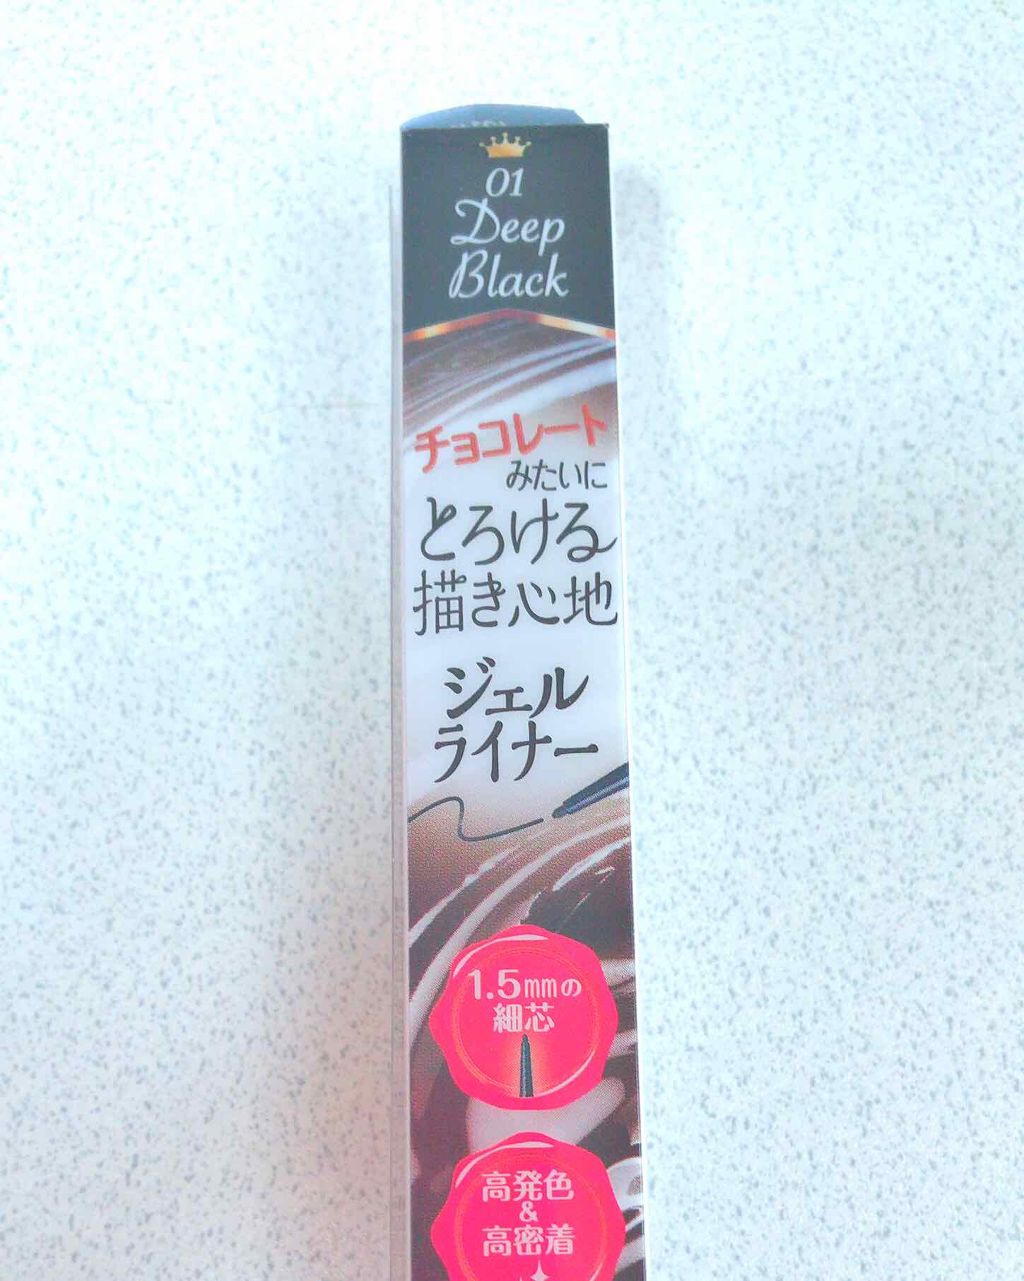 01
Deep
Black
チョコレート
みたいに
とろける
描き心地
ジェル
ライナー
1.5mmの
細芯
高発色
&
高密着